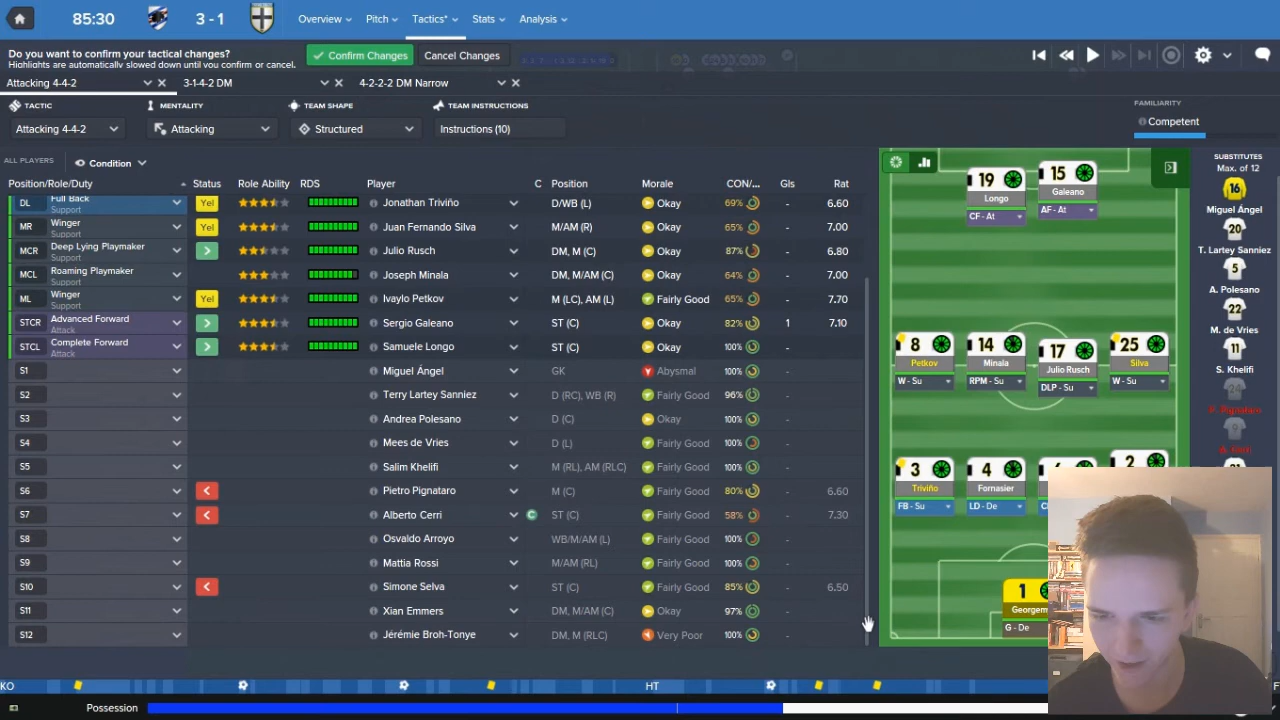 85:30 3 - 1 Overview Pitch Tactics* Stats Analysis
Do you want to confirm your tactical changes?
Highlights are automatically slowed down until you confirm or cancel.
Confirm Changes Cancel Changes
Attacking 4-4-2 3-1-4-2 DM 4-2-2-2 DM Narrow
TACTIC MENTALITY TEAM SHAPE TEAM INSTRUCTIONS FAMILIARITY
Attacking 4-4-2 Attacking Structured Instructions (10) Competent
ALL PLAYERS Condition
Position/Role/Duty Status Role Ability RDS Player C Position Morale CON/... Gls Rat
DL Full Back Support Yel Jonathan Triviño D/WB (L) Okay 69% - 6.60
MR Winger Support Yel Juan Fernando Silva M/AM (R) Okay 65% - 7.00
MCR Deep Lying Playmaker Support Julio Rusch DM, M (C) Okay 87% - 6.80
MCL Roaming Playmaker Support Joseph Minala DM, M/AM (C) Okay 64% - 7.00
ML Winger Support Yel Ivaylo Petkov M (LC), AM (L) Fairly Good 65% - 7.70
STCR Advanced Forward Attack Sergio Galeano ST (C) Okay 82% 1 7.10
STCL Complete Forward Attack Samuele Longo ST (C) Okay 100% -
S1 Miguel Ángel GK Abysmal 100% -
S2 Terry Lartey Sanniez D (RC), WB (R) Fairly Good 96% -
S3 Andrea Polesano D (C) Okay 100% -
S4 Mees de Vries D (L) Fairly Good 100% -
S5 Salim Khelifi M (RL), AM (RLC) Fairly Good 100% -
S6 Pietro Pignataro M (C) Fairly Good 80% - 6.60
S7 Alberto Cerri C ST (C) Fairly Good 58% - 7.30
S8 Osvaldo Arroyo WB/M/AM (L) Fairly Good 100% -
S9 Mattia Rossi M/AM (RL) Fairly Good 100% -
S10 Simone Selva ST (C) Fairly Good 85% - 6.50
S11 Xian Emmers DM, M/AM (C) Okay 97% -
S12 Jérémie Broh-Tonye DM, M (RLC) Very Poor 100% -
19 15
Longo Galeano
CF - At AF - At
8 14 17 25
Petkov Minala Julio Rusch Silva
W - Su RPM - Su DLP - Su W - Su
3 4 2
Triviño Fornasier
FB - Su LD - De
1
G - De
SUBSTITUTES
Max. of 12
16
Miguel Ángel
20
T. Lartey Sanniez
5
A. Polesano
22
M. de Vries
11
S. Khelifi
24
P. Pignataro
9
KO HT
Possession